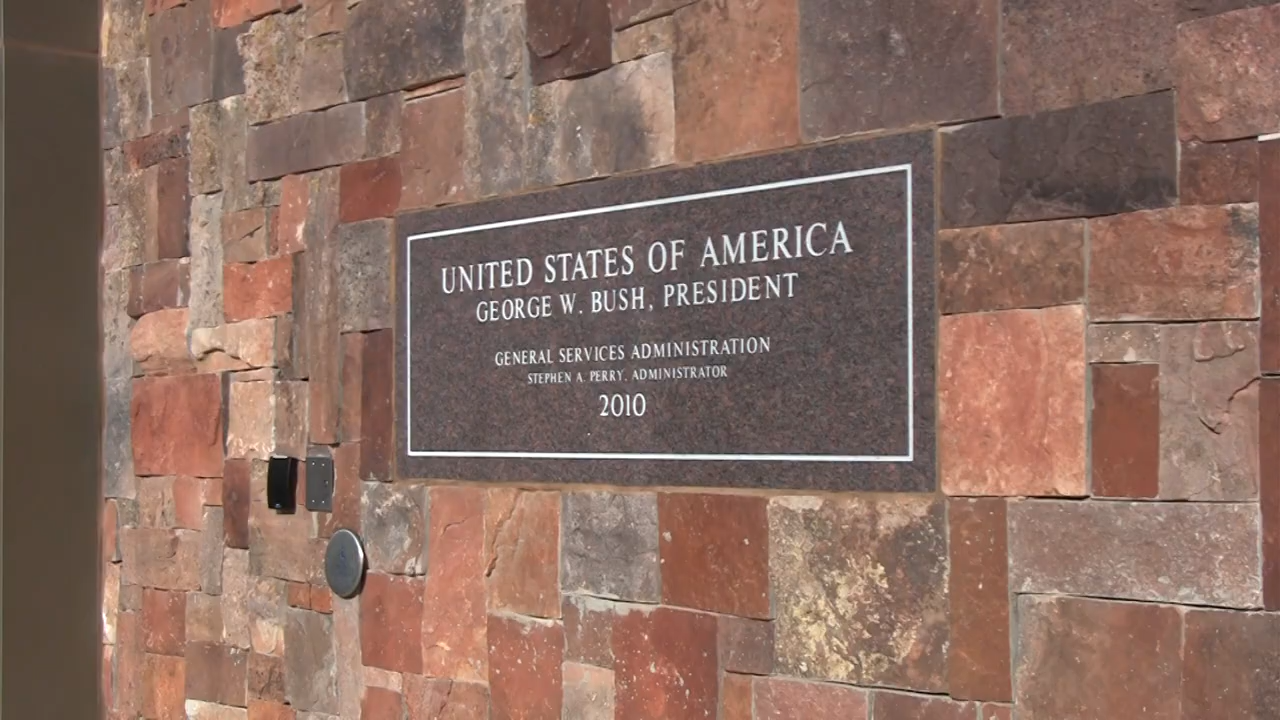 UNITED STATES OF AMERICA
GEORGE W. BUSH, PRESIDENT
GENERAL SERVICES ADMINISTRATION
STEPHEN A. PERRY, ADMINISTRATOR
2010